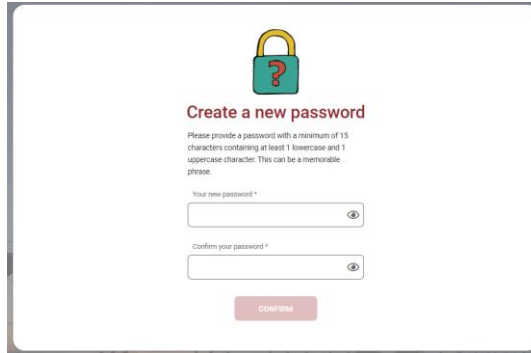 ?
Create a new password
Please provide a password with a minimum of 15
characters containing at least 1 lowercase and 1
uppercase character. This can be a memorable
phrase.
Your new password *
Confirm your password *
CONFIRM